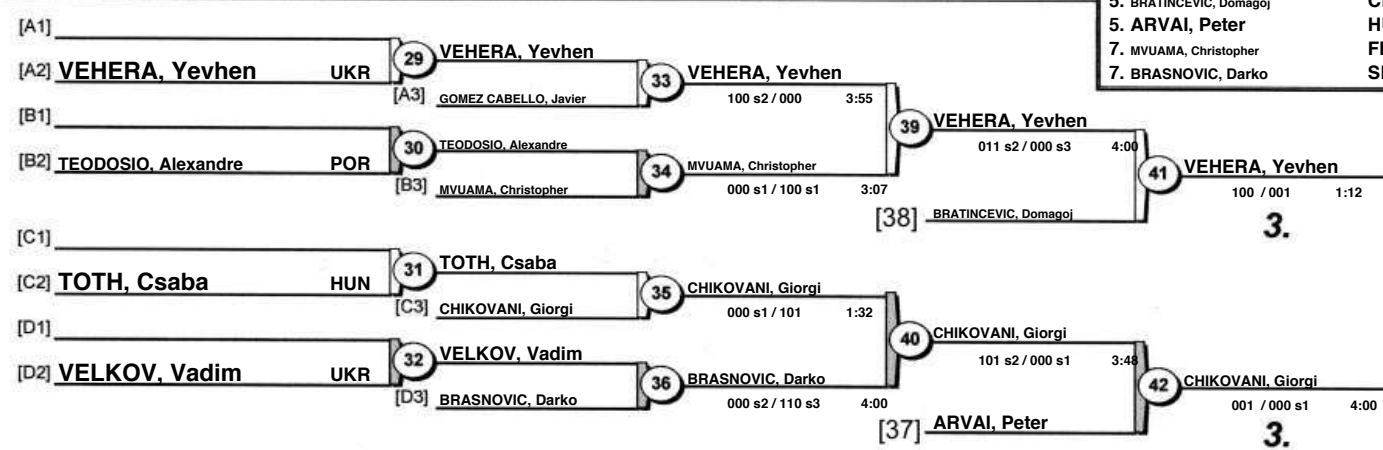 5. BRATINCEVIC, Domagoj
5. ARVAI, Peter
7. MVUAMA, Christopher
7. BRASNOVIC, Darko
[A1]
[A2] VEHERA, Yevhen UKR
29
VEHERA, Yevhen
[A3] GOMEZ CABELLO, Javier
33
VEHERA, Yevhen
100 s2 / 000 3:55
[B1]
[B2] TEODOSIO, Alexandre POR
30
TEODOSIO, Alexandre
[B3] MVUAMA, Christopher
34
MVUAMA, Christopher
000 s1 / 100 s1 3:07
39
VEHERA, Yevhen
011 s2 / 000 s3 4:00
[38] BRATINCEVIC, Domagoj
41
VEHERA, Yevhen
100 / 001 1:12
3.
[C1]
[C2] TOTH, Csaba HUN
31
TOTH, Csaba
[C3] CHIKOVANI, Giorgi
35
CHIKOVANI, Giorgi
000 s1 / 101 1:32
[D1]
[D2] VELKOV, Vadim UKR
32
VELKOV, Vadim
[D3] BRASNOVIC, Darko
36
BRASNOVIC, Darko
000 s2 / 110 s3 4:00
40
CHIKOVANI, Giorgi
101 s2 / 000 s1 3:48
[37] ARVAI, Peter
42
CHIKOVANI, Giorgi
001 / 000 s1 4:00
3.